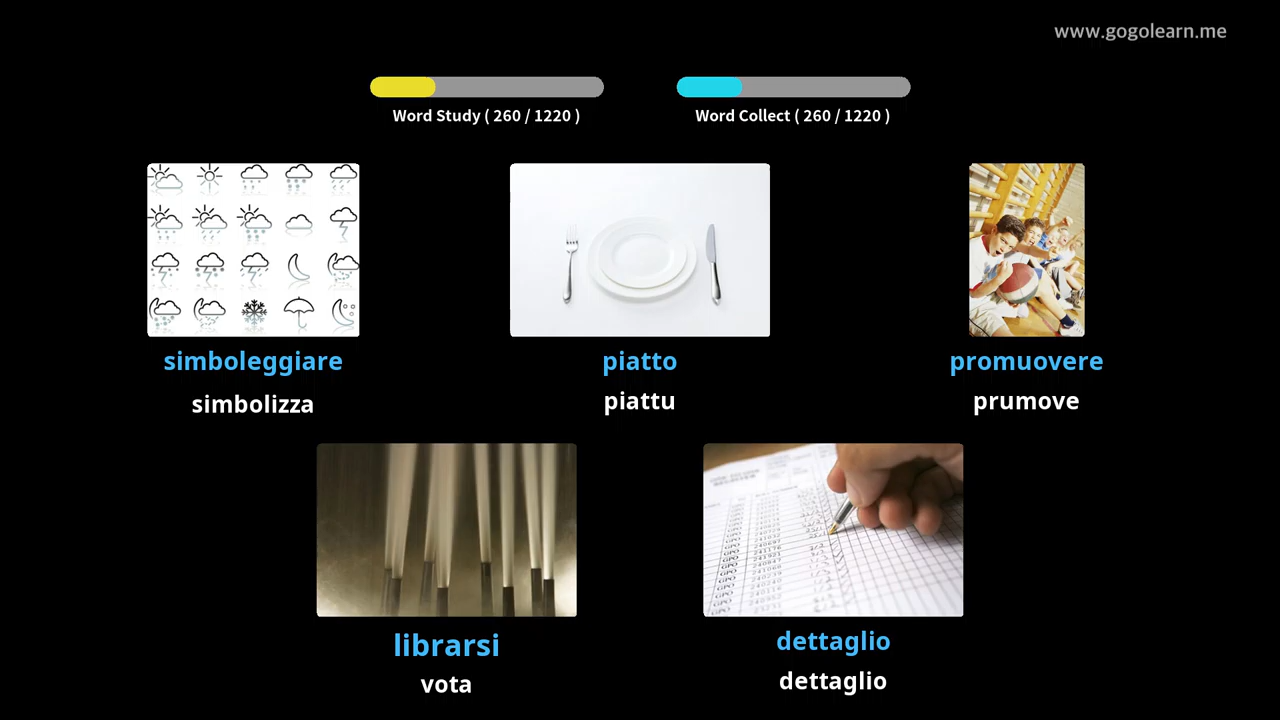 www.gogolearn.me
Word Study ( 260 / 1220 )
Word Collect ( 260 / 1220 )
simboleggiare
simbolizza
piatto
piattu
promuovere
prumove
librarsi
vota
dettaglio
dettaglio